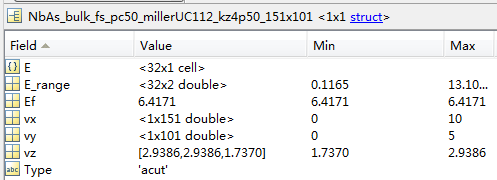 NbAs_bulk_fs_pc50_millerUC112_kz4p50_151x101 <1x1 struct>
Field Value Min Max
E <32x1 cell>
E_range <32x2 double> 0.1165 13.10...
Ef 6.4171 6.4171 6.4171
vx <1x151 double> 0 10
vy <1x101 double> 0 5
vz [2.9386,2.9386,1.7370] 1.7370 2.9386
abc Type 'acut'